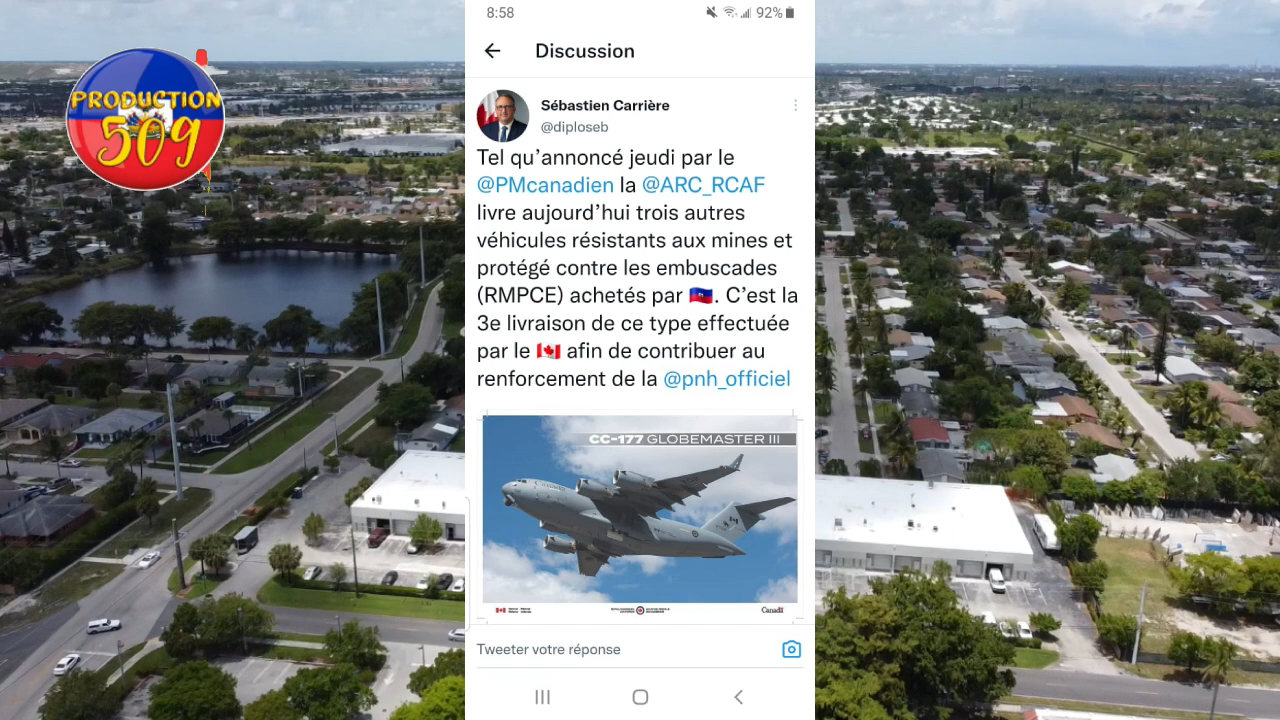 PRODUCTION
509
8:58
92%
Discussion
Sébastien Carrière
@diploseb
Tel qu’annoncé jeudi par le
@PMcanadien la @ARC_RCAF
livre aujourd’hui trois autres
véhicules résistants aux mines et
protégé contre les embuscades
(RMPCE) achetés par 🇭🇹. C’est la
3e livraison de ce type effectuée
par le 🇨🇦 afin de contribuer au
renforcement de la @pnh_officiel
CC-177 GLOBEMASTER III
Canada
Tweeter votre réponse